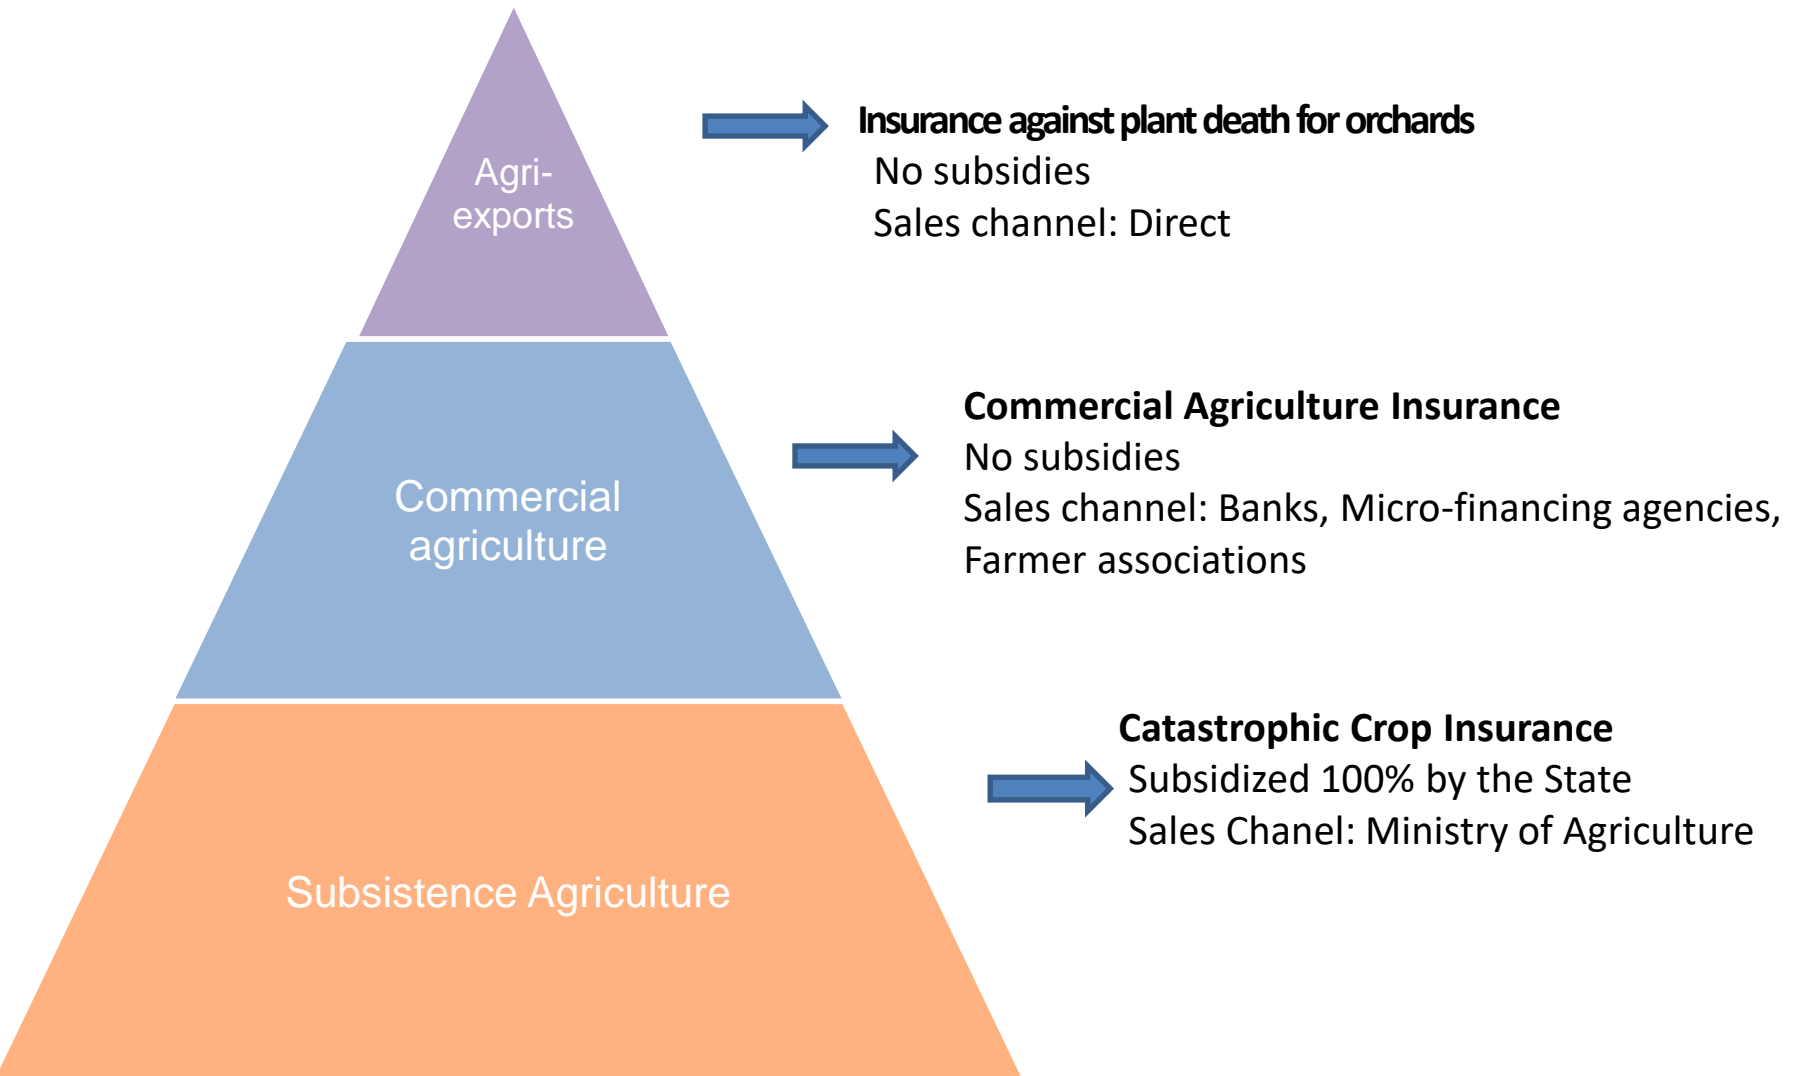 Agri-
exports
Insurance against plant death for orchards
No subsidies
Sales channel: Direct
Commercial
agriculture
Commercial Agriculture Insurance
No subsidies
Sales channel: Banks, Micro-financing agencies,
Farmer associations
Subsistence Agriculture
Catastrophic Crop Insurance
Subsidized 100% by the State
Sales Chanel: Ministry of Agriculture